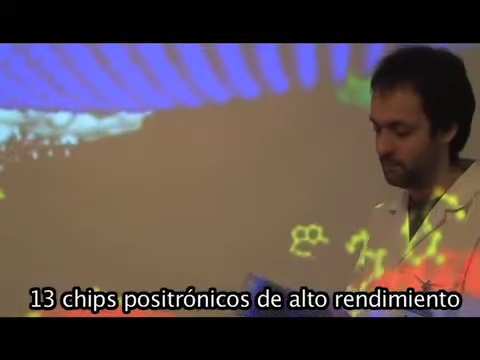 13 chips positrónicos de alto rendimiento